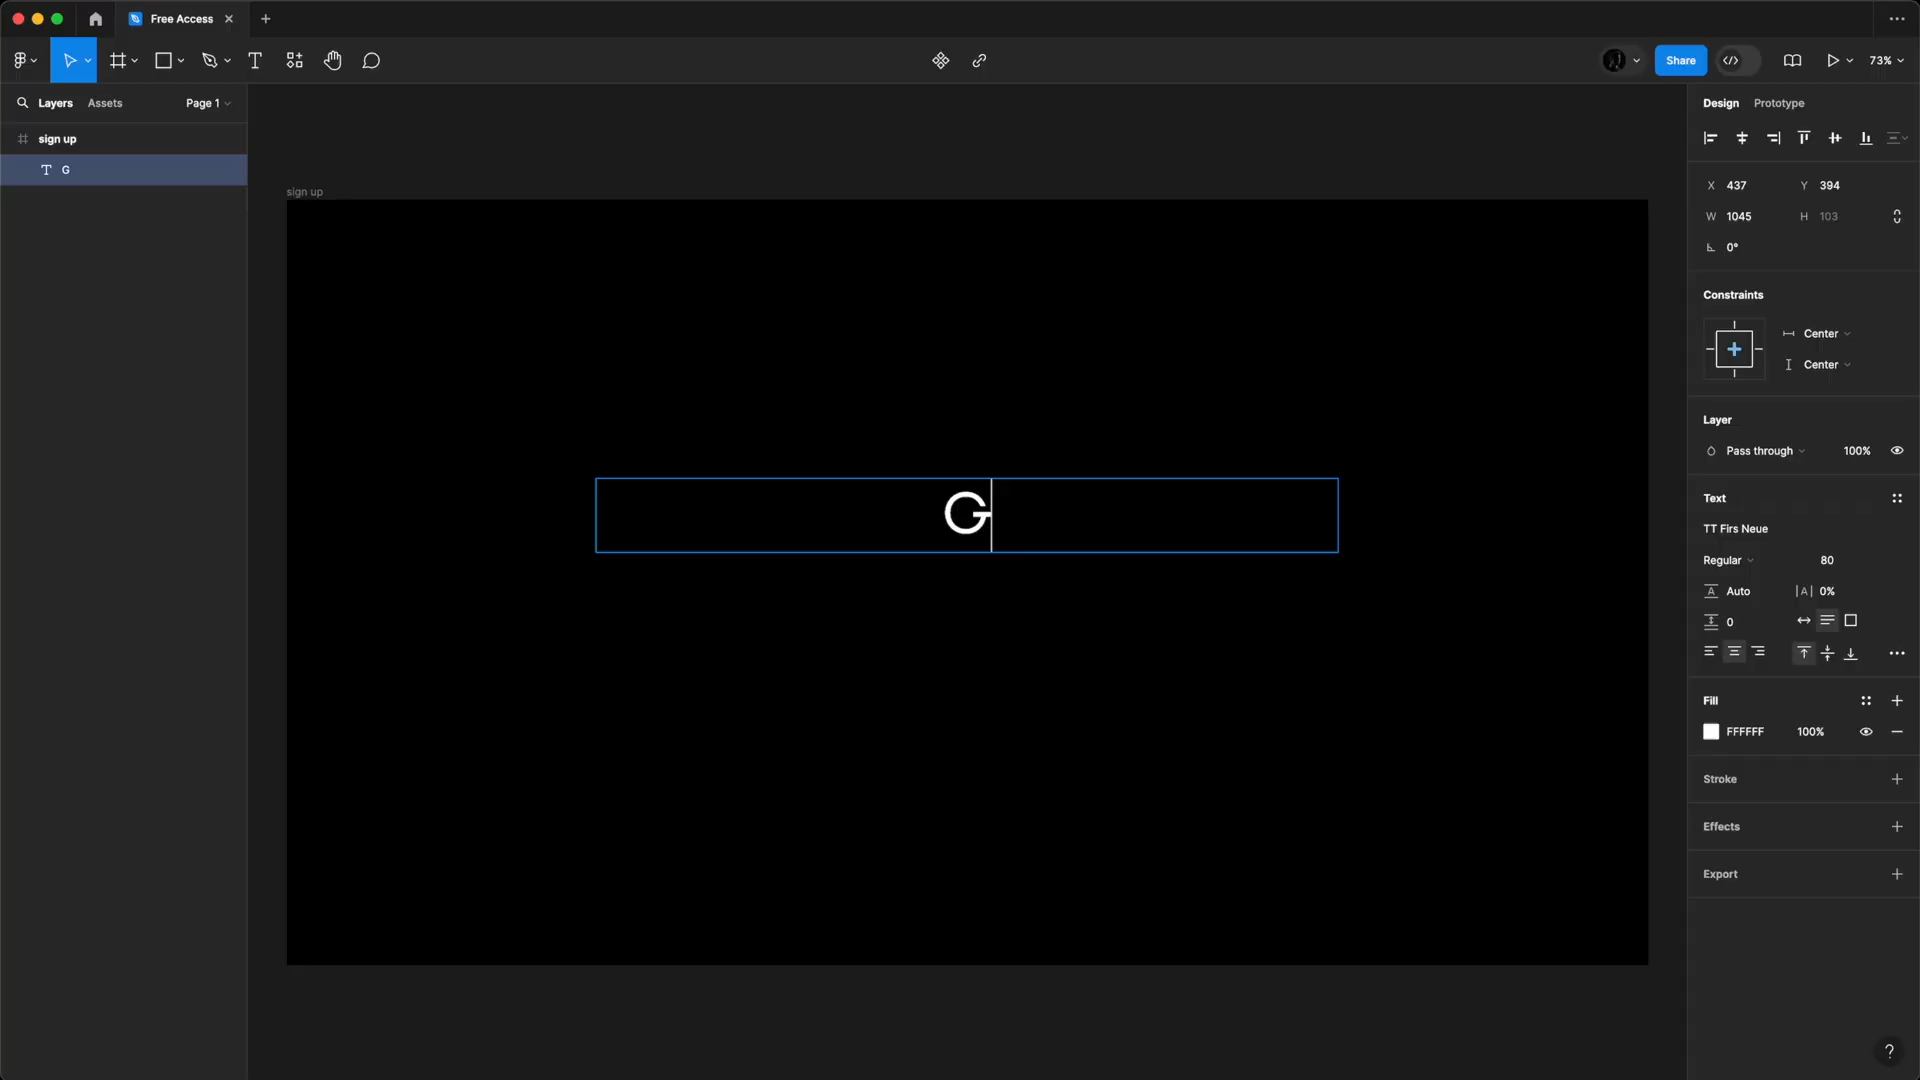 Free Access
Share
73%
Layers
Assets
Page 1
sign up
G
sign up
G
Design
Prototype
X 437
Y 394
W 1045
H 103
0°
Constraints
Center
Center
Layer
Pass through
100%
Text
TT Firs Neue
Regular
80
A Auto
|A| 0%
0
Fill
FFFFFF
100%
Stroke
Effects
Export
?